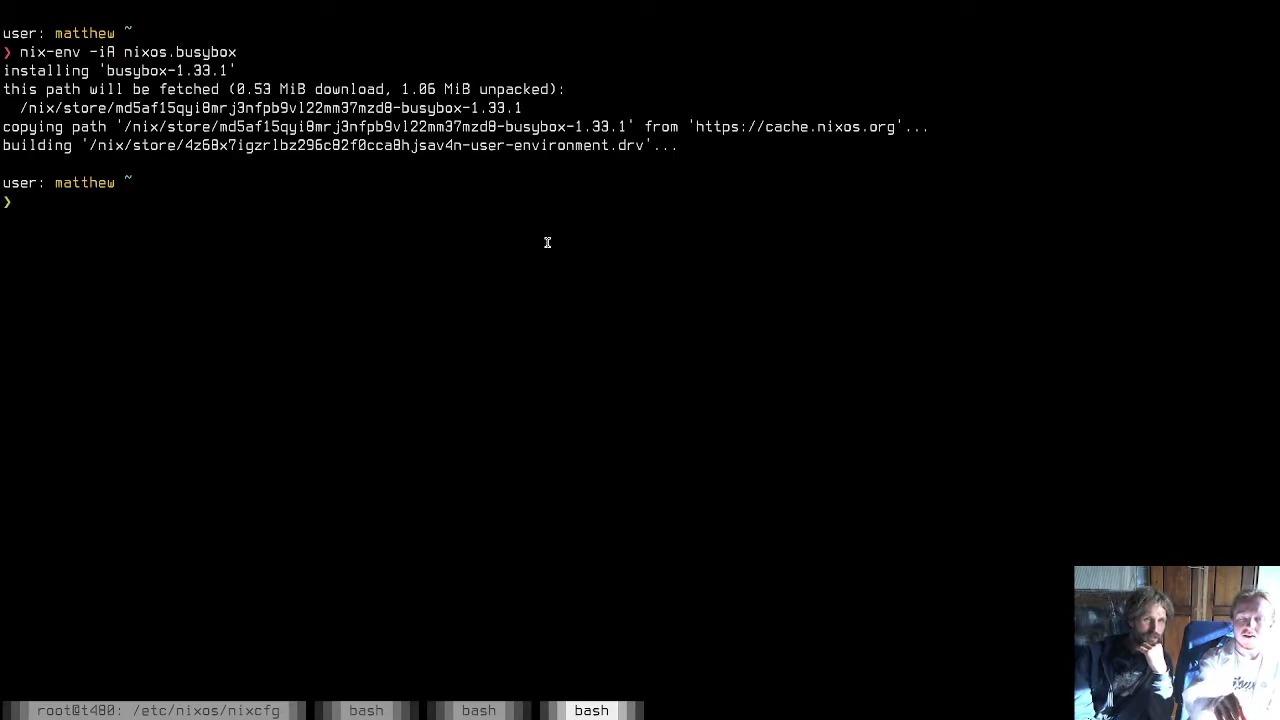 user: matthew ~
❯ nix-env -iA nixos.busybox
installing 'busybox-1.33.1'
this path will be fetched (0.53 MiB download, 1.06 MiB unpacked):
  /nix/store/md5af15qyi8mrj3nfpb9vl22mm37mzd8-busybox-1.33.1
copying path '/nix/store/md5af15qyi8mrj3nfpb9vl22mm37mzd8-busybox-1.33.1' from 'https://cache.nixos.org'...
building '/nix/store/4z68x7igzrlbz296c82f0cca8hjsav4n-user-environment.drv'...
user: matthew ~
❯
root@t480: /etc/nixos/nixcfg
bash
bash
bash